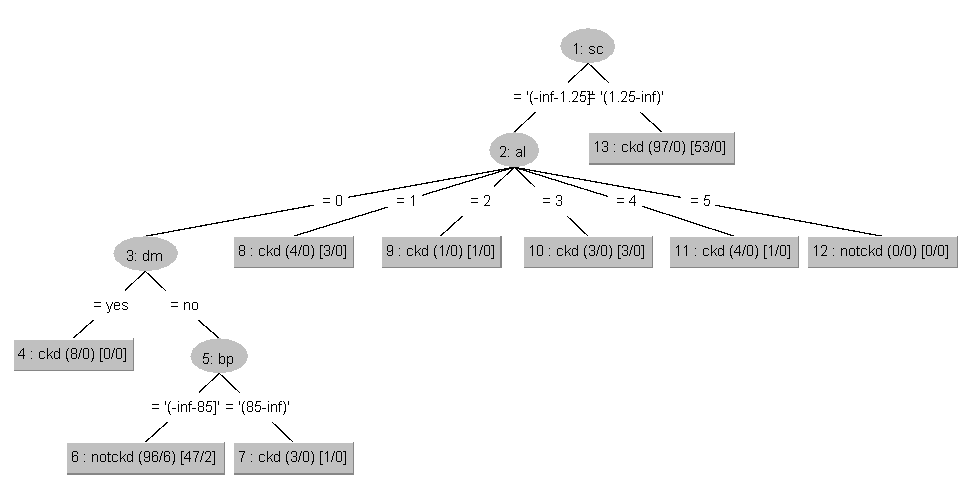 1: sc
= '(-inf-1.25]' = '(1.25-inf)'
2: al
13 : ckd (97/0) [53/0]
= 0 = 1 = 2 = 3 = 4 = 5
3: dm
8 : ckd (4/0) [3/0]
9 : ckd (1/0) [1/0]
10 : ckd (3/0) [3/0]
11 : ckd (4/0) [1/0]
12 : notckd (0/0) [0/0]
= yes = no
4 : ckd (8/0) [0/0]
5: bp
= '(-inf-85]' = '(85-inf)'
6 : notckd (96/6) [47/2]
7 : ckd (3/0) [1/0]